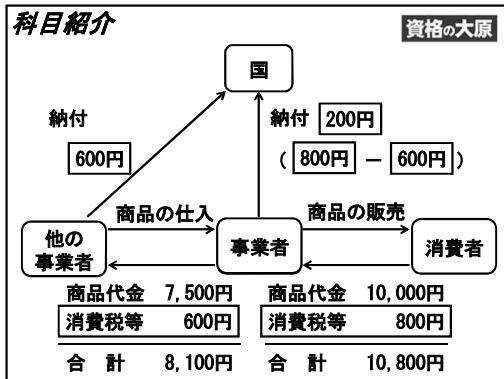 科目紹介
資格の大原
国
納付
600円
納付 200円
( 800円 － 600円 )
商品の仕入
商品の販売
他の
事業者
事業者
消費者
商品代金 7,500円
消費税等 600円
合 計 8,100円
商品代金 10,000円
消費税等 800円
合 計 10,800円